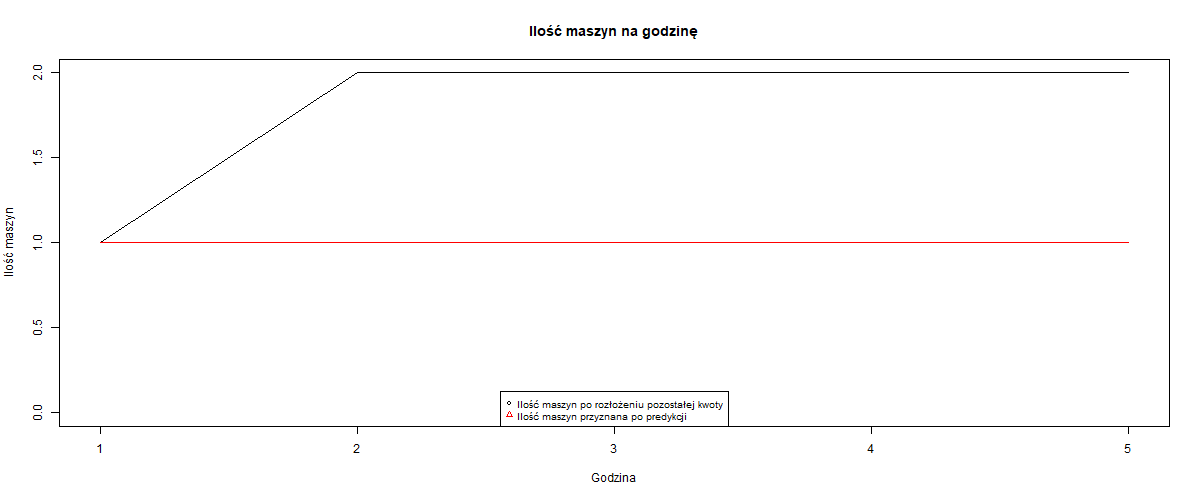 Ilość maszyn na godzinę
2.0
1.5
1.0
0.5
0.0
Ilość maszyn
Ilość maszyn po rozłożeniu pozostałej kwoty
Ilość maszyn przyznana po predykcji
1 2 3 4 5
Godzina